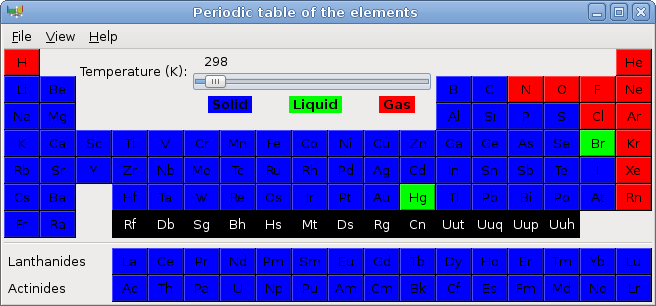 Periodic table of the elements
File View Help
298
Temperature (K):
Solid Liquid Gas
H He
Li Be B C N O F Ne
Na Mg Al Si P S Cl Ar
K Ca Sc Ti V Cr Mn Fe Co Ni Cu Zn Ga Ge As Se Br Kr
Rb Sr Y Zr Nb Mo Tc Ru Rh Pd Ag Cd In Sn Sb Te I Xe
Cs Ba Hf Ta W Re Os Ir Pt Au Hg Tl Pb Bi Po At Rn
Fr Ra Rf Db Sg Bh Hs Mt Ds Rg Cn Uut Uuq Uup Uuh
Lanthanides La Ce Pr Nd Pm Sm Eu Gd Tb Dy Ho Er Tm Yb Lu
Actinides Ac Th Pa U Np Pu Am Cm Bk Cf Es Fm Md No Lr